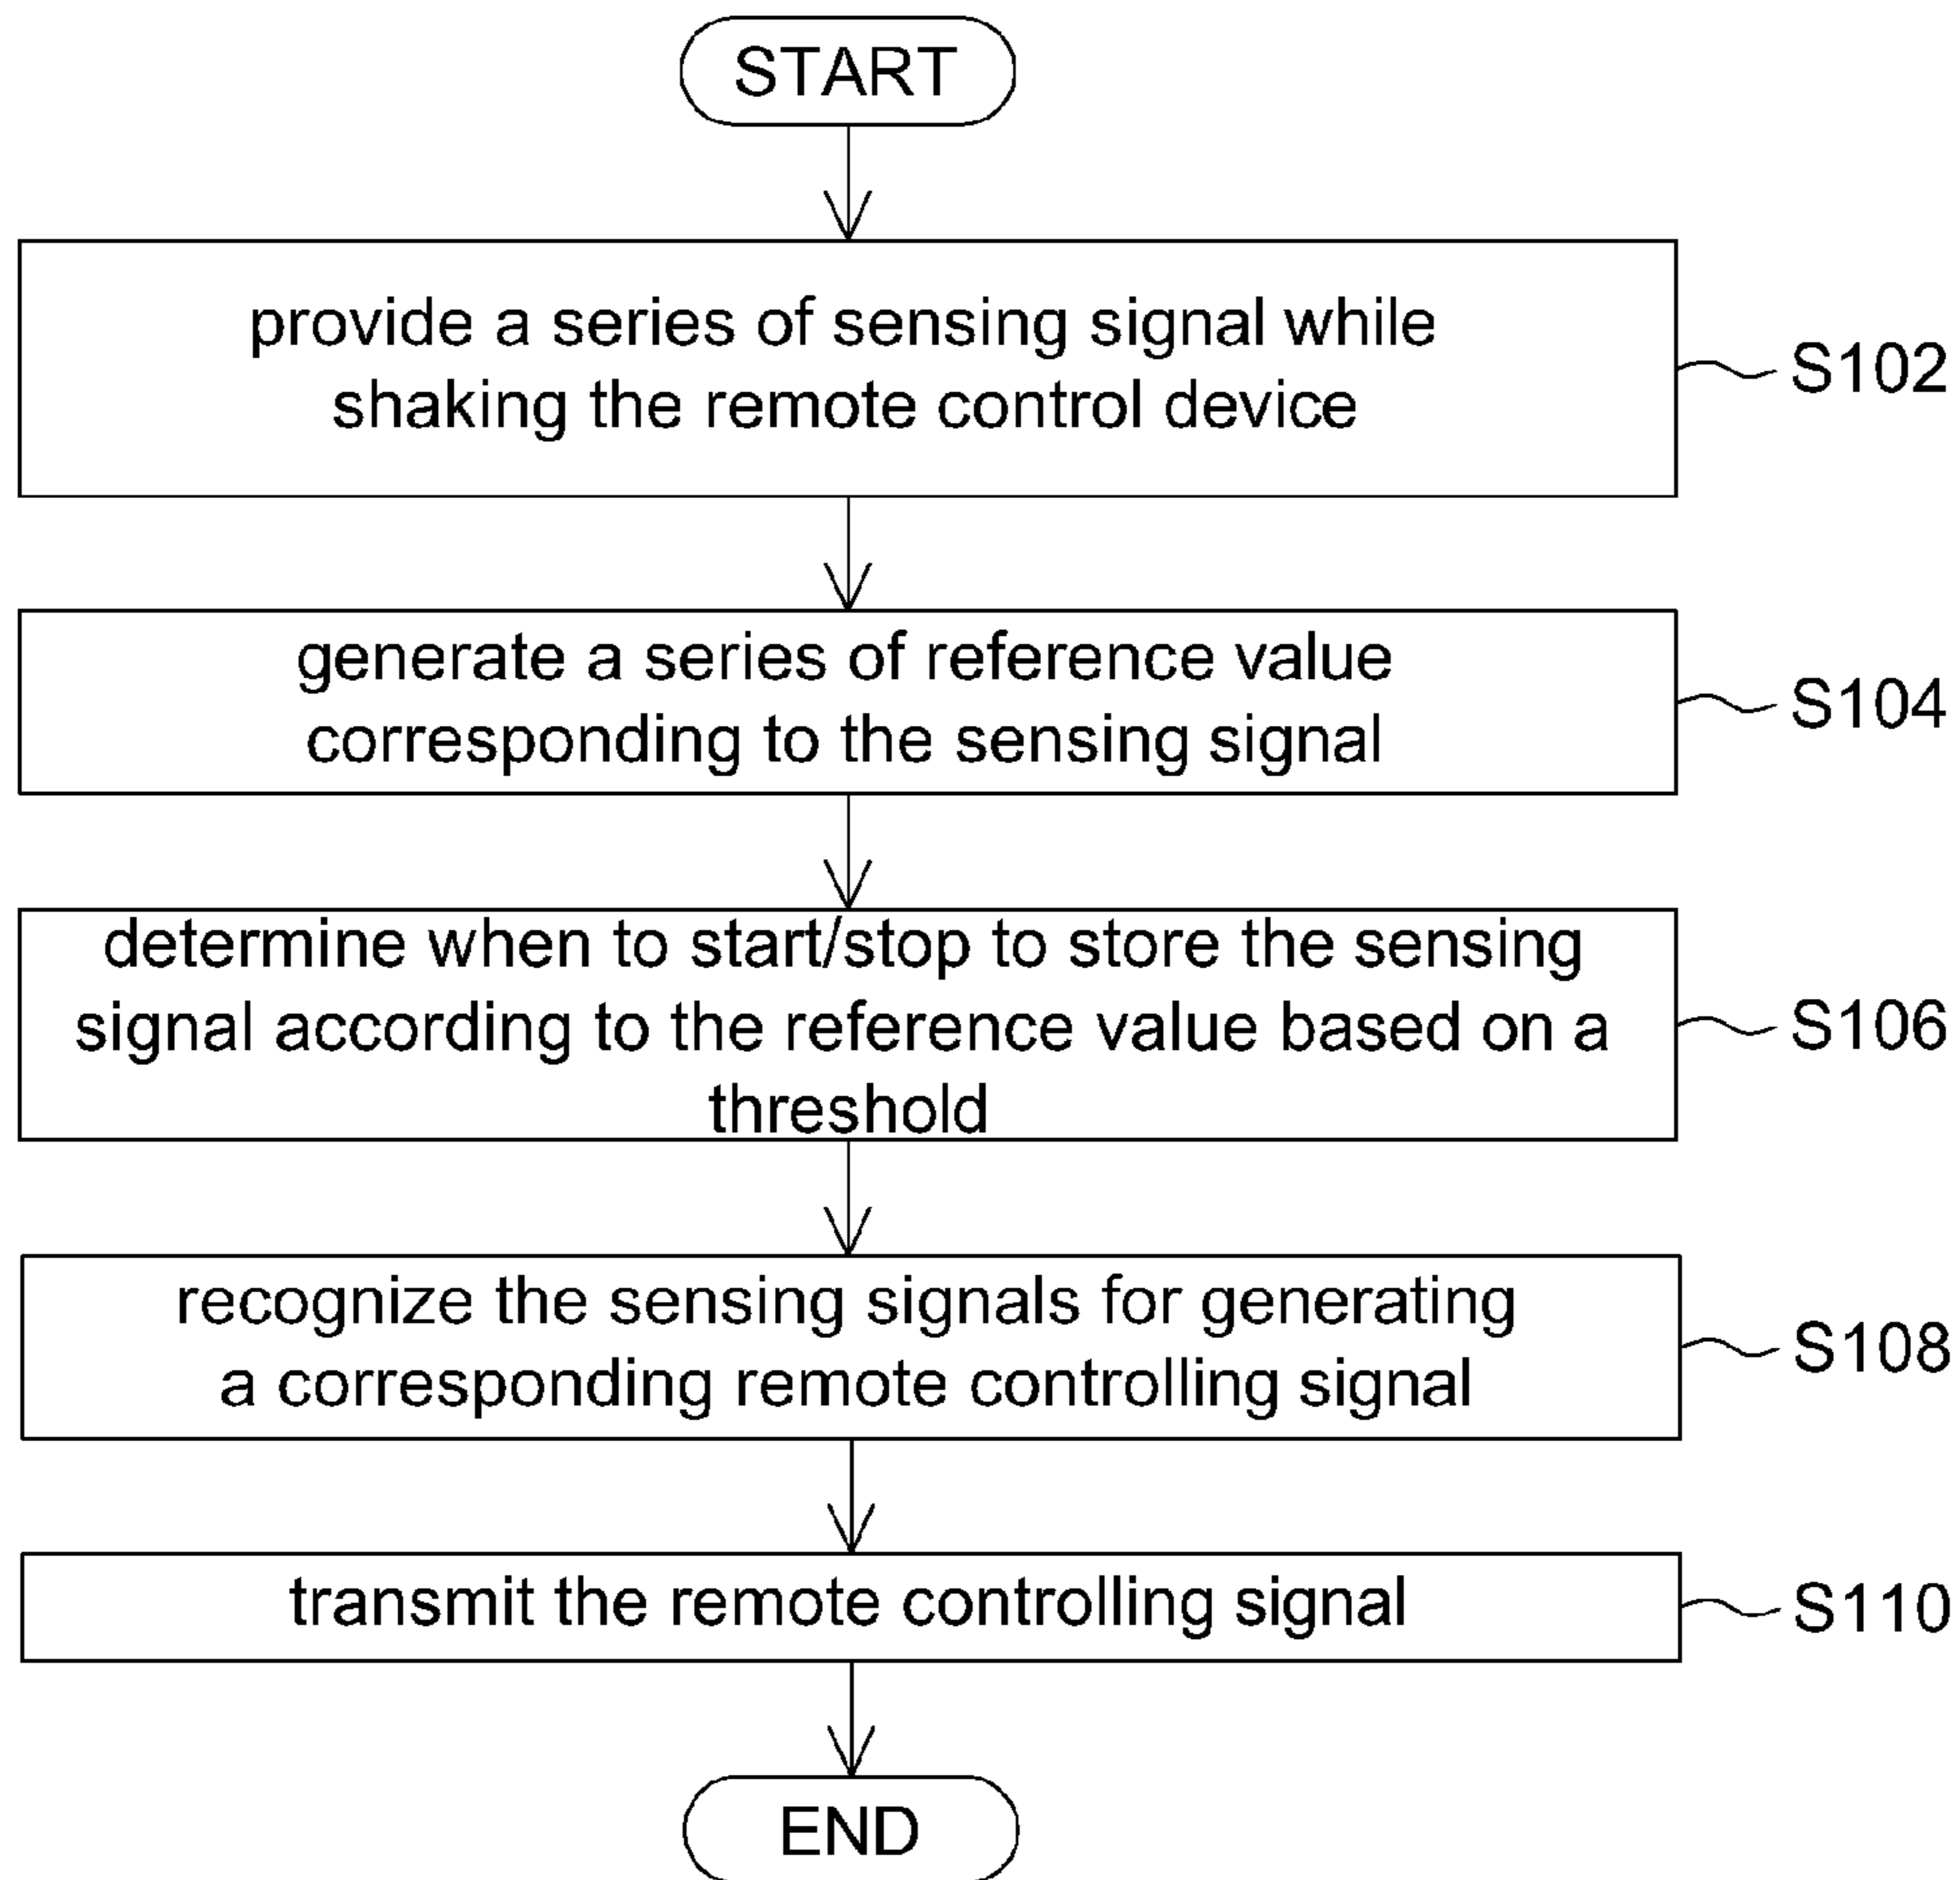 START
provide a series of sensing signal while
shaking the remote control device
S102
generate a series of reference value
corresponding to the sensing signal
S104
determine when to start/stop to store the sensing
signal according to the reference value based on a
threshold
S106
recognize the sensing signals for generating
a corresponding remote controlling signal
S108
transmit the remote controlling signal
S110
END